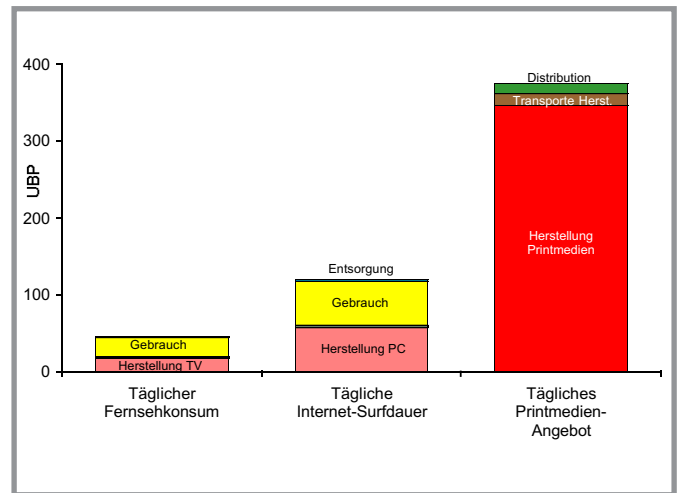 400
300
200
100
0
UBP
Gebrauch
Herstellung TV
Entsorgung
Gebrauch
Herstellung PC
Distribution
Transporte Herst.
Herstellung
Printmedien
Täglicher
Fernsehkonsum
Tägliche
Internet-Surfdauer
Tägliches
Printmedien-
Angebot